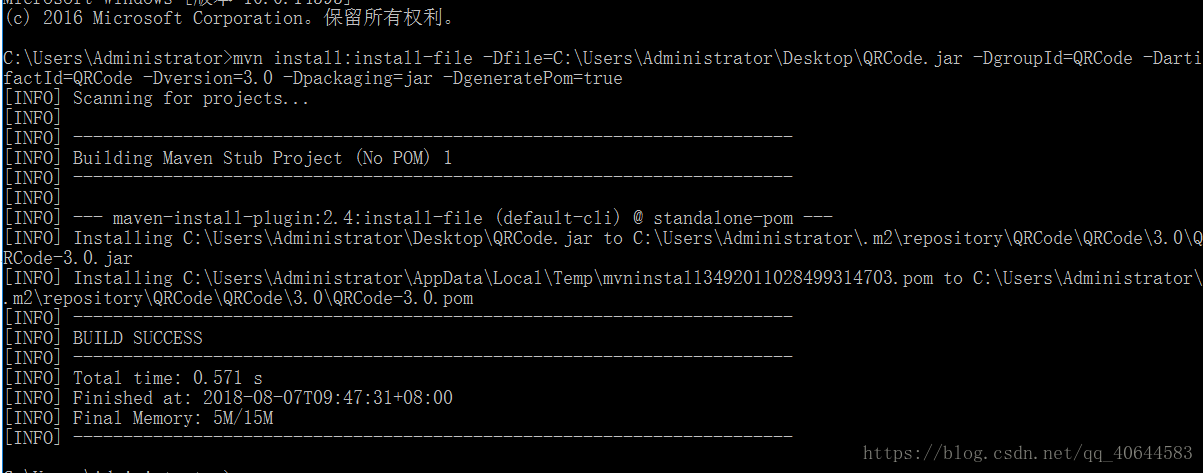 (c) 2016 Microsoft Corporation。保留所有权利。
C:\Users\Administrator>mvn install:install-file -Dfile=C:\Users\Administrator\Desktop\QRCode.jar -DgroupId=QRCode -Darti
factId=QRCode -Dversion=3.0 -Dpackaging=jar -DgeneratePom=true
[INFO] Scanning for projects...
[INFO]
[INFO] ------------------------------------------------------------------------
[INFO] Building Maven Stub Project (No POM) 1
[INFO] ------------------------------------------------------------------------
[INFO]
[INFO] --- maven-install-plugin:2.4:install-file (default-cli) @ standalone-pom ---
[INFO] Installing C:\Users\Administrator\Desktop\QRCode.jar to C:\Users\Administrator\.m2\repository\QRCode\QRCode\3.0\Q
RCode-3.0.jar
[INFO] Installing C:\Users\Administrator\AppData\Local\Temp\mvninstall3492011028499314703.pom to C:\Users\Administrator\
.m2\repository\QRCode\QRCode\3.0\QRCode-3.0.pom
[INFO] ------------------------------------------------------------------------
[INFO] BUILD SUCCESS
[INFO] ------------------------------------------------------------------------
[INFO] Total time: 0.571 s
[INFO] Finished at: 2018-08-07T09:47:31+08:00
[INFO] Final Memory: 5M/15M
[INFO] ------------------------------------------------------------------------
https://blog.csdn.net/qq_40644583